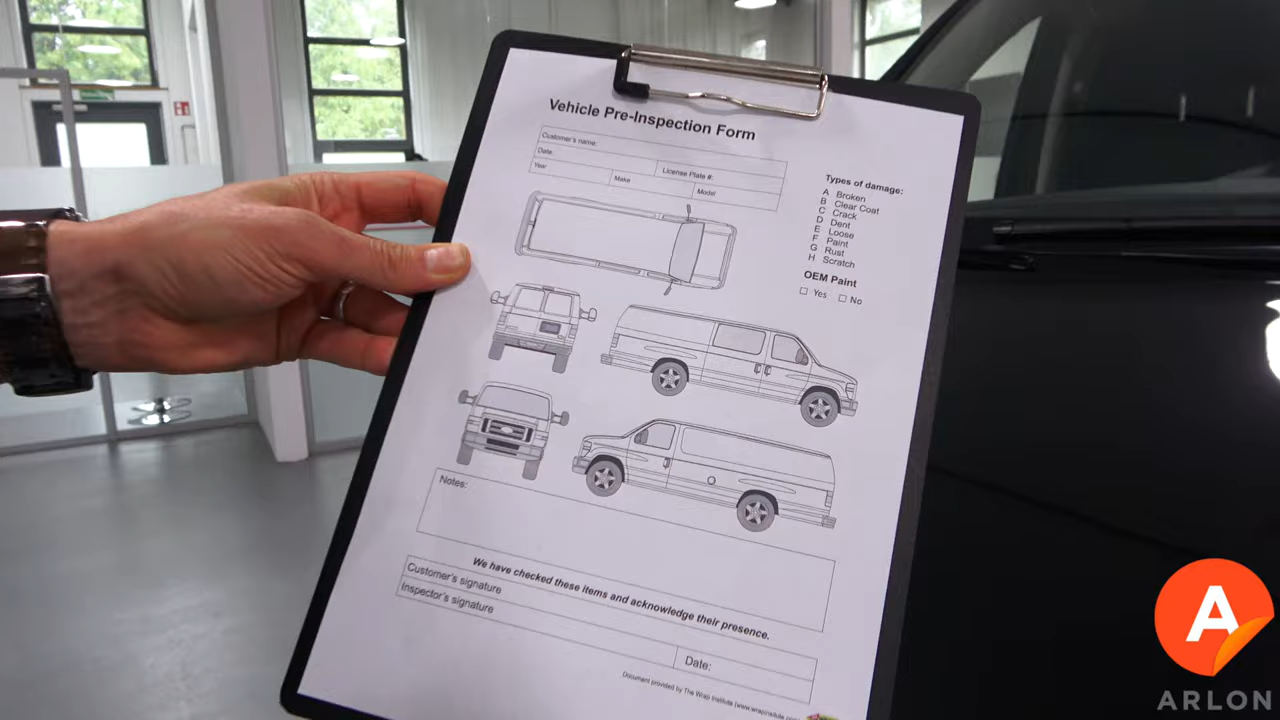 Vehicle Pre-Inspection Form
Customer's name:
Date:
License Plate #:
Year
Make
Model
Types of damage:
A Broken
B Clear Coat
C Crack
D Dent
E Loose
F Paint
G Rust
H Scratch
OEM Paint
Yes No
Notes:
We have checked these items and acknowledge their presence.
Customer's signature
Inspector's signature
Date:
Document provided by The Wrap Institute
A
ARLON